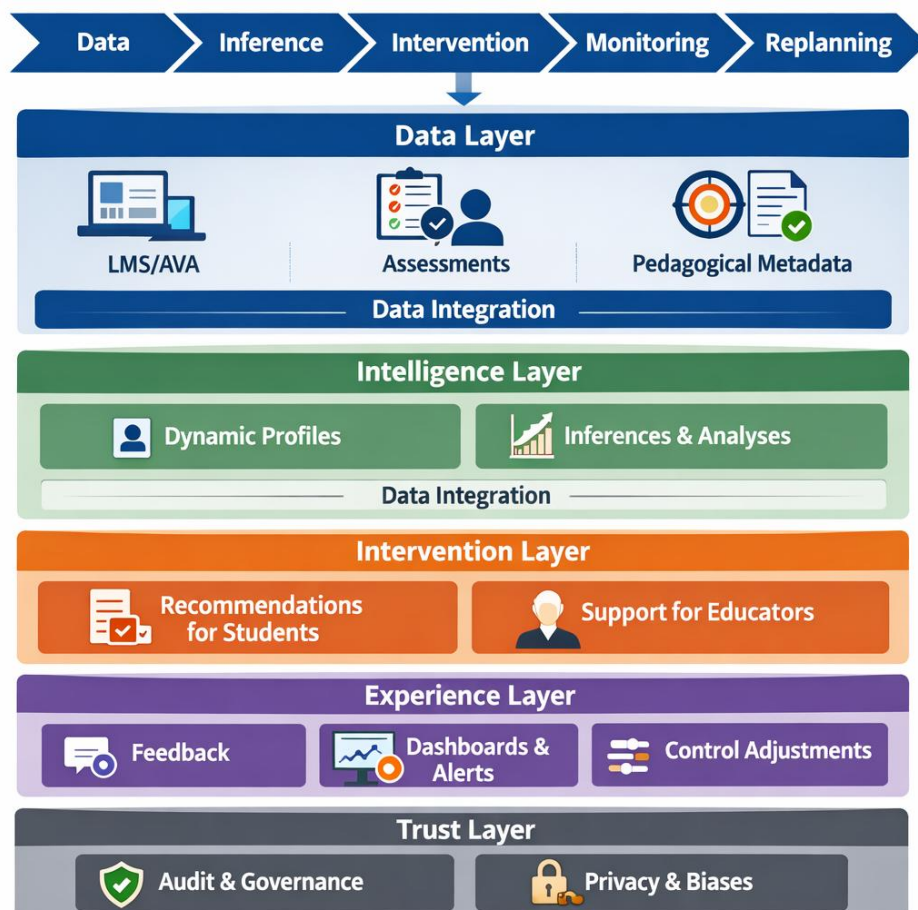 Data
Inference
Intervention
Monitoring
Replanning
Data Layer
LMS/AVA
Assessments
Pedagogical Metadata
Data Integration
Intelligence Layer
Dynamic Profiles
Inferences & Analyses
Data Integration
Intervention Layer
Recommendations
for Students
Support for Educators
Experience Layer
Feedback
Dashboards &
Alerts
Control Adjustments
Trust Layer
Audit & Governance
Privacy & Biases